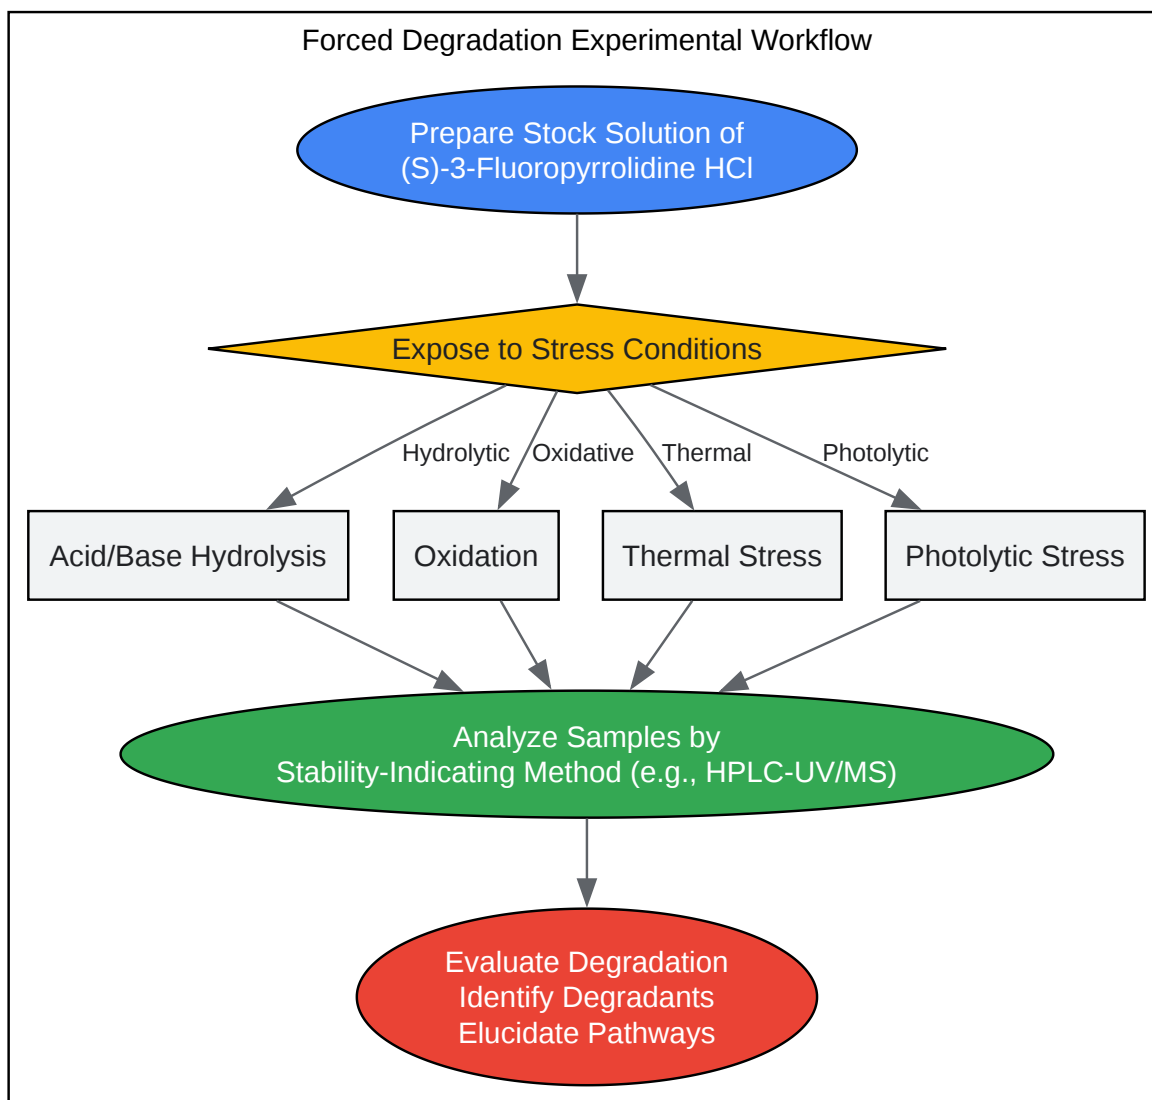 Forced Degradation Experimental Workflow
Prepare Stock Solution of
(S)-3-Fluoropyrrolidine HCl
Expose to Stress Conditions
Hydrolytic
Oxidative
Thermal
Photolytic
Acid/Base Hydrolysis
Oxidation
Thermal Stress
Photolytic Stress
Analyze Samples by
Stability-Indicating Method (e.g., HPLC-UV/MS)
Evaluate Degradation
Identify Degradants
Elucidate Pathways